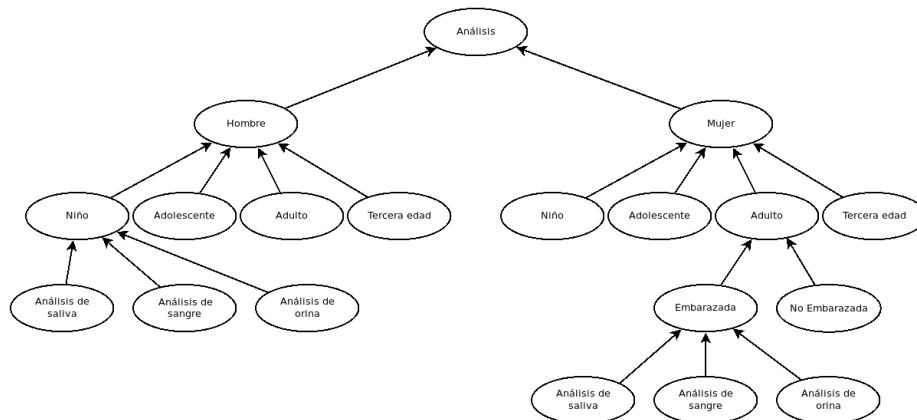 Análisis
Hombre
Mujer
Niño
Adolescente
Adulto
Tercera edad
Niño
Adolescente
Adulto
Tercera edad
Análisis de
saliva
Análisis de
sangre
Análisis de
orina
Embarazada
No Embarazada
Análisis de
saliva
Análisis de
sangre
Análisis de
orina